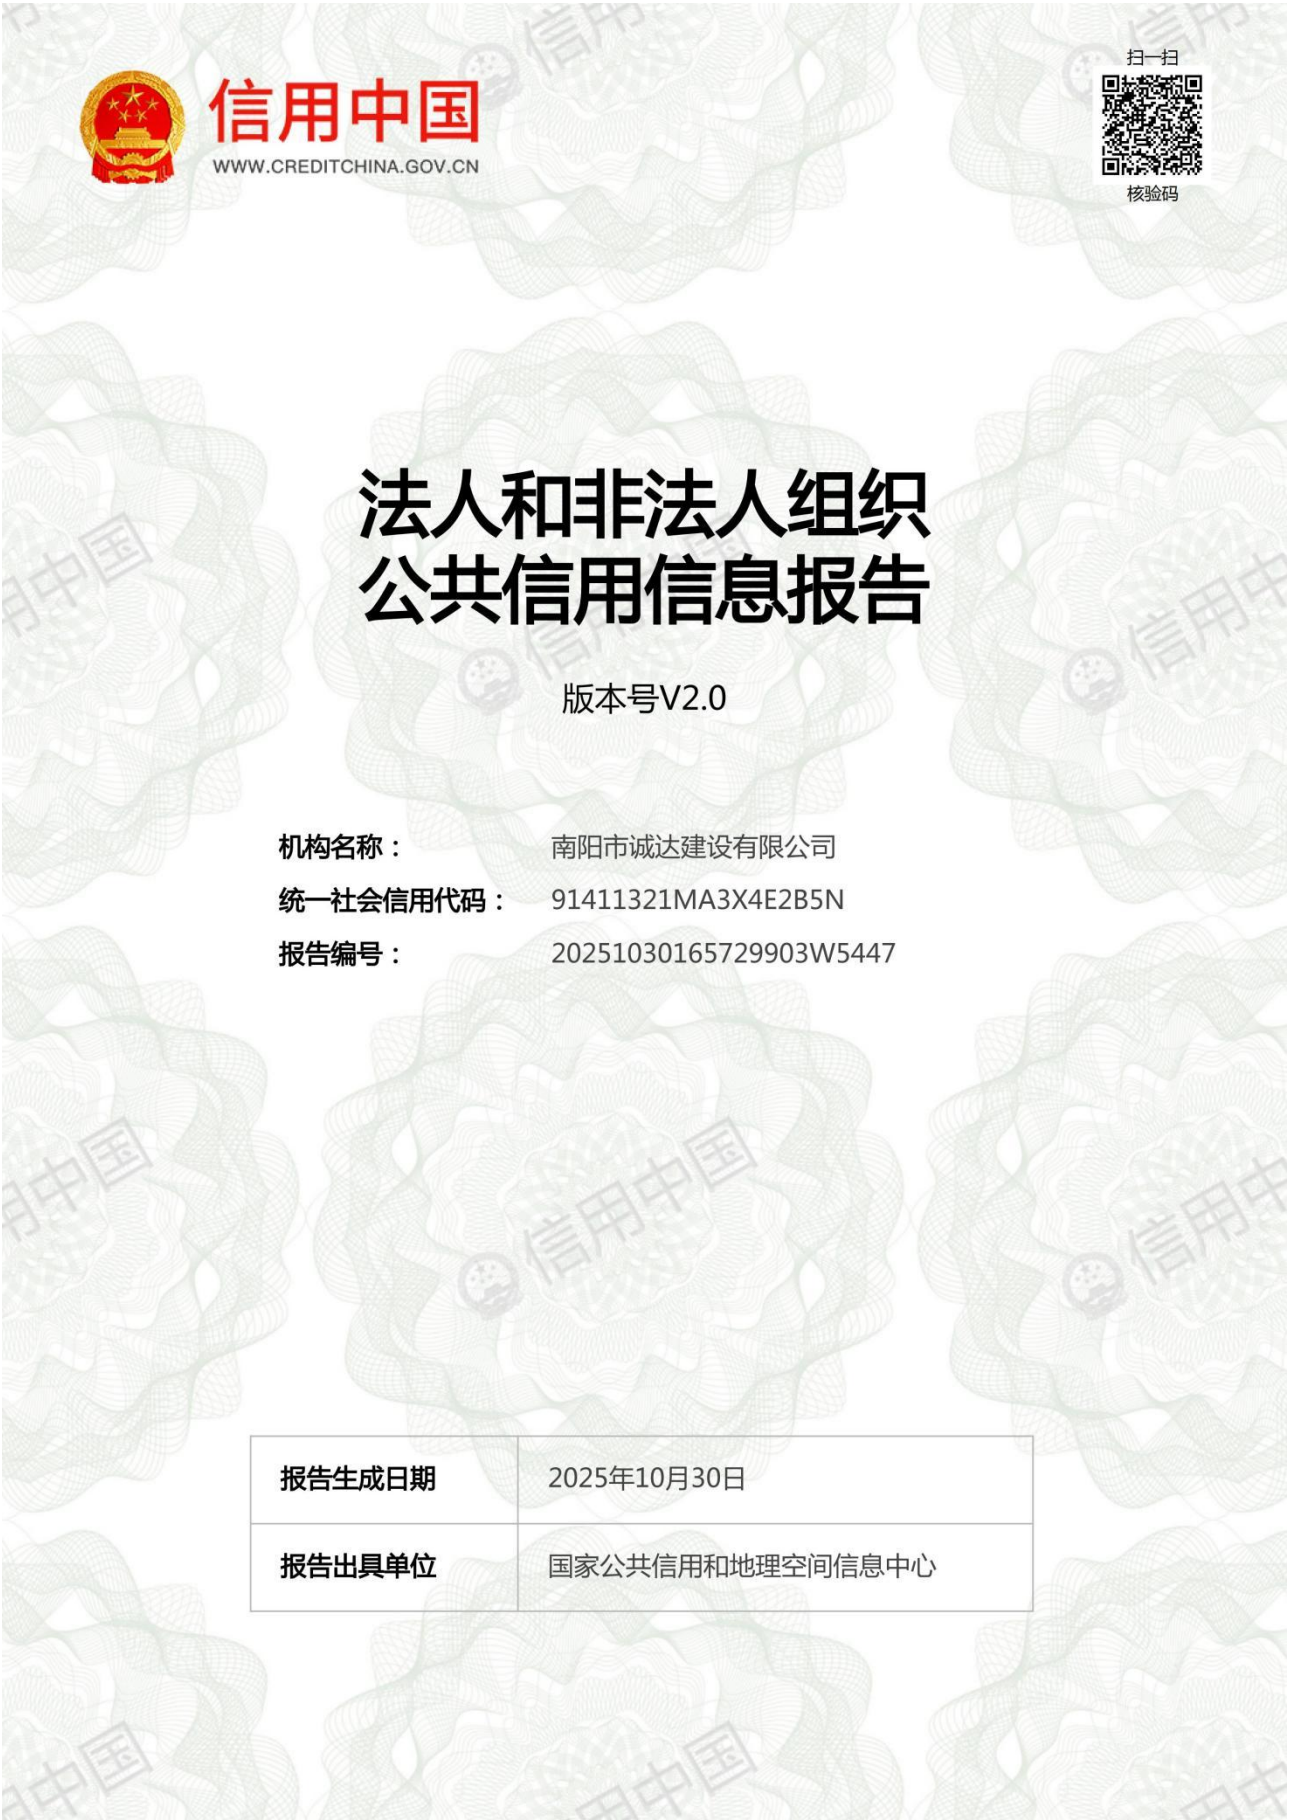 扫一扫
信用中国
WWW.CREDITCHINA.GOV.CN
核验码
法人和非法人组织
公共信用信息报告
版本号V2.0
机构名称： 南阳市诚达建设有限公司
统一社会信用代码： 91411321MA3X4E2B5N
报告编号： 20251030165729903W5447
报告生成日期 2025年10月30日
报告出具单位 国家公共信用和地理空间信息中心